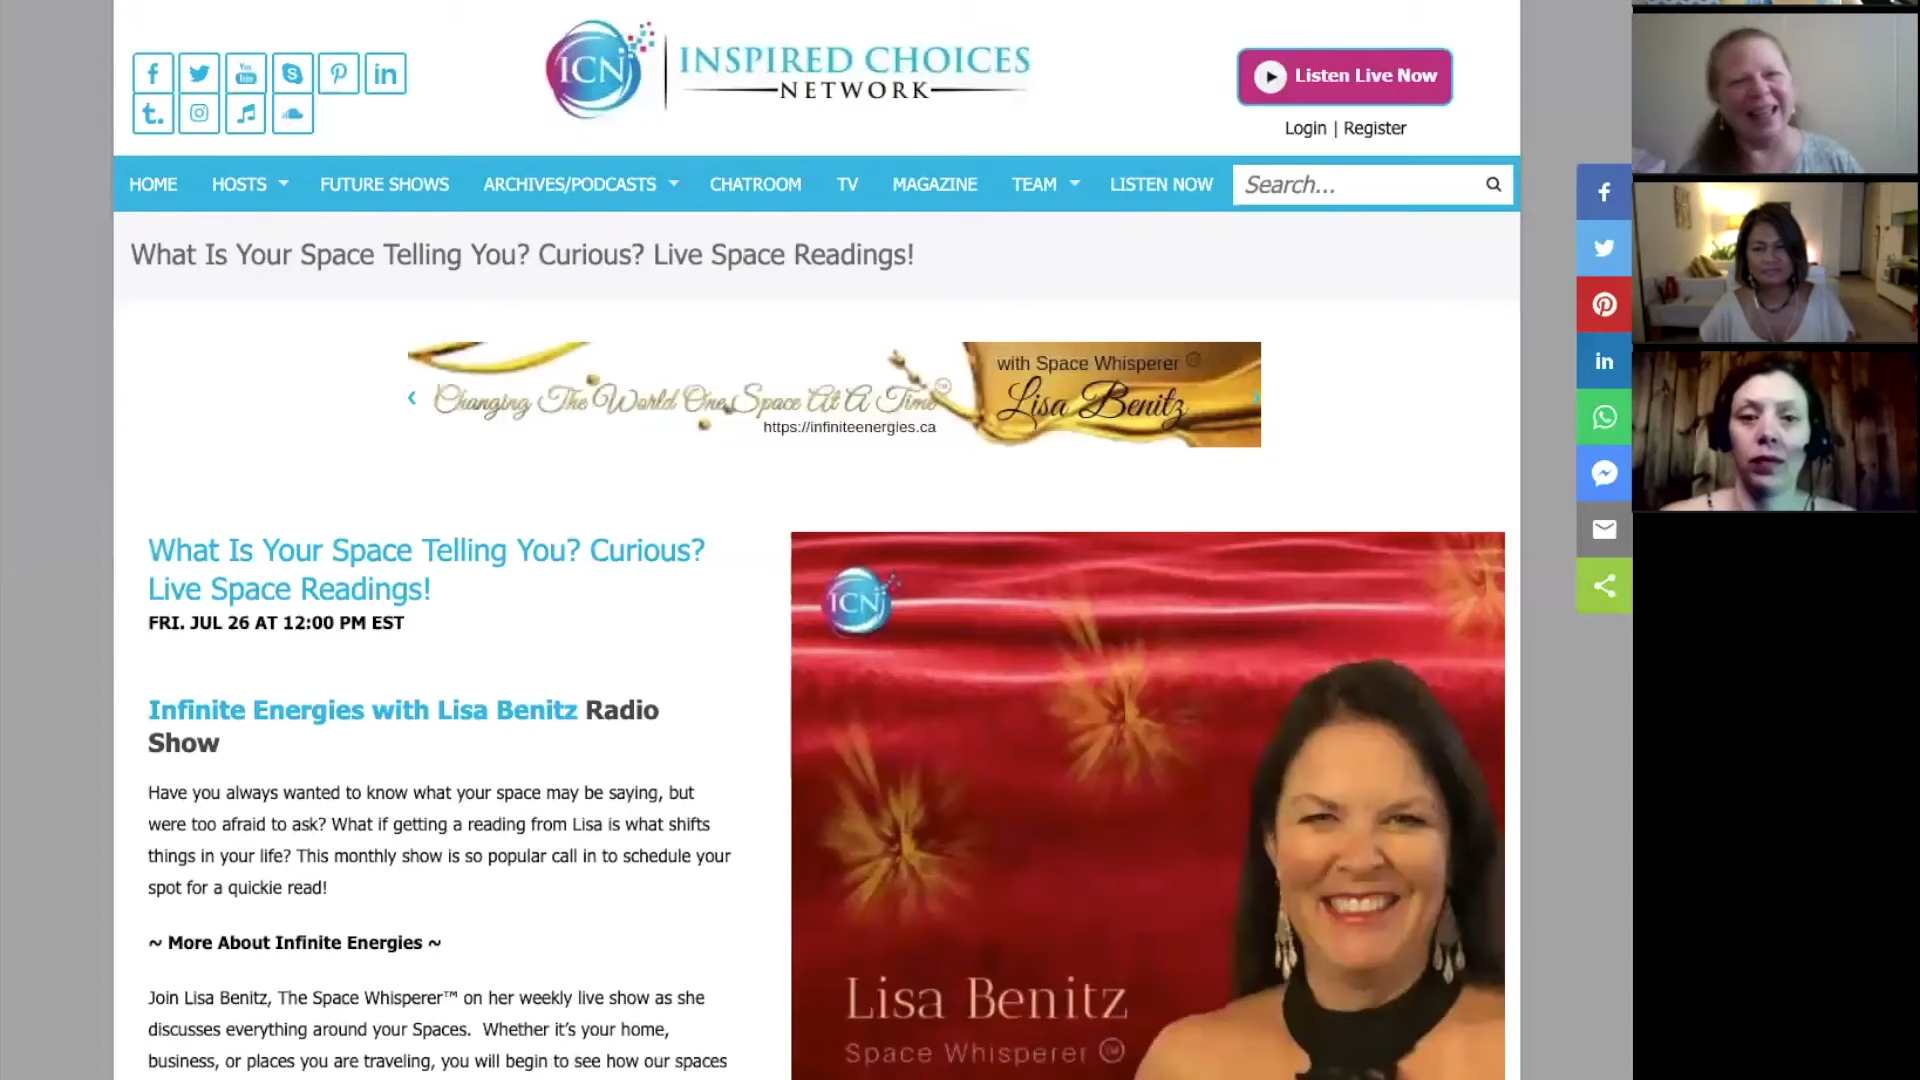 ICN
INSPIRED CHOICES
NETWORK
Listen Live Now
Login | Register
HOME
HOSTS
FUTURE SHOWS
ARCHIVES/PODCASTS
CHATROOM
TV
MAGAZINE
TEAM
LISTEN NOW
Search...
What Is Your Space Telling You? Curious? Live Space Readings!
Changing The World One Space At A Time
https://infiniteenergies.ca
with Space Whisperer
Lisa Benitz
What Is Your Space Telling You? Curious?
Live Space Readings!
FRI. JUL 26 AT 12:00 PM EST
Infinite Energies with Lisa Benitz Radio
Show
Have you always wanted to know what your space may be saying, but
were too afraid to ask? What if getting a reading from Lisa is what shifts
things in your life? This monthly show is so popular call in to schedule your
spot for a quickie read!
~ More About Infinite Energies ~
Join Lisa Benitz, The Space Whisperer™ on her weekly live show as she
discusses everything around your Spaces. Whether it’s your home,
business, or places you are traveling, you will begin to see how our spaces
ICN
Lisa Benitz
Space Whisperer ™